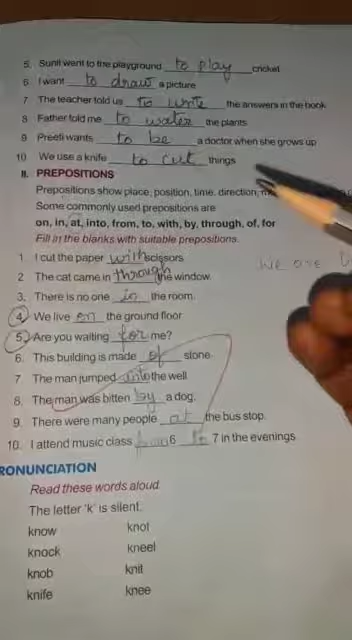 5. Sunil went to the playground to play cricket
6. I want to draw a picture
7. The teacher told us to write the answers in the book
8. Father told me to water the plants
9. Preeti wants to be a doctor when she grows up
10. We use a knife to cut things
II. PREPOSITIONS
Prepositions show place, position, time, direction,
Some commonly used prepositions are
on, in, at, into, from, to, with, by, through, of, for
Fill in the blanks with suitable prepositions.
1. I cut the paper with scissors
2. The cat came in through the window.
3. There is no one in the room.
4. We live on the ground floor
5. Are you waiting for me?
6. This building is made of stone
7. The man jumped into the well
8. The man was bitten by a dog.
9. There were many people at the bus stop.
10. I attend music class from 6 to 7 in the evenings
We are
RONUNCIATION
Read these words aloud.
The letter 'k' is silent.
know knot
knock kneel
knob knit
knife knee